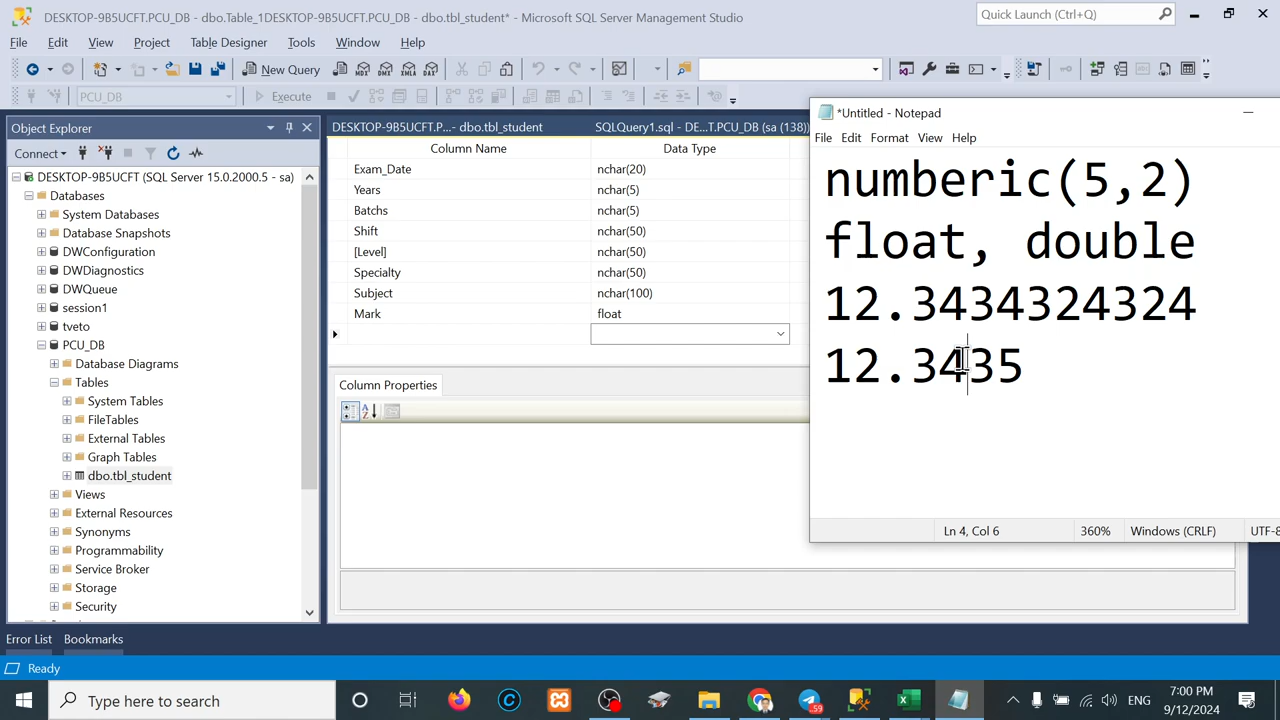 DESKTOP-9B5UCFT.PCU_DB - dbo.Table_1DESKTOP-9B5UCFT.PCU_DB - dbo.tbl_student* - Microsoft SQL Server Management Studio
Quick Launch (Ctrl+Q)
File Edit View Project Table Designer Tools Window Help
New Query MDX DMX XMLA DAX
PCU_DB Execute
Object Explorer
Connect
DESKTOP-9B5UCFT (SQL Server 15.0.2000.5 - sa)
Databases
System Databases
Database Snapshots
DWConfiguration
DWDiagnostics
DWQueue
session1
tveto
PCU_DB
Database Diagrams
Tables
System Tables
FileTables
External Tables
Graph Tables
dbo.tbl_student
Views
External Resources
Synonyms
Programmability
Service Broker
Storage
Security
DESKTOP-9B5UCFT.P...- dbo.tbl_student SQLQuery1.sql - DE...T.PCU_DB (sa (138))
Column Name Data Type
Exam_Date nchar(20)
Years nchar(5)
Batchs nchar(5)
Shift nchar(50)
[Level] nchar(50)
Specialty nchar(50)
Subject nchar(100)
Mark float
Column Properties
*Untitled - Notepad
File Edit Format View Help
numberic(5,2)
float, double
12.3434324324
12.3435
Ln 4, Col 6 360% Windows (CRLF) UTF-8
Error List Bookmarks
Ready
Type here to search
59
ENG
7:00 PM
9/12/2024